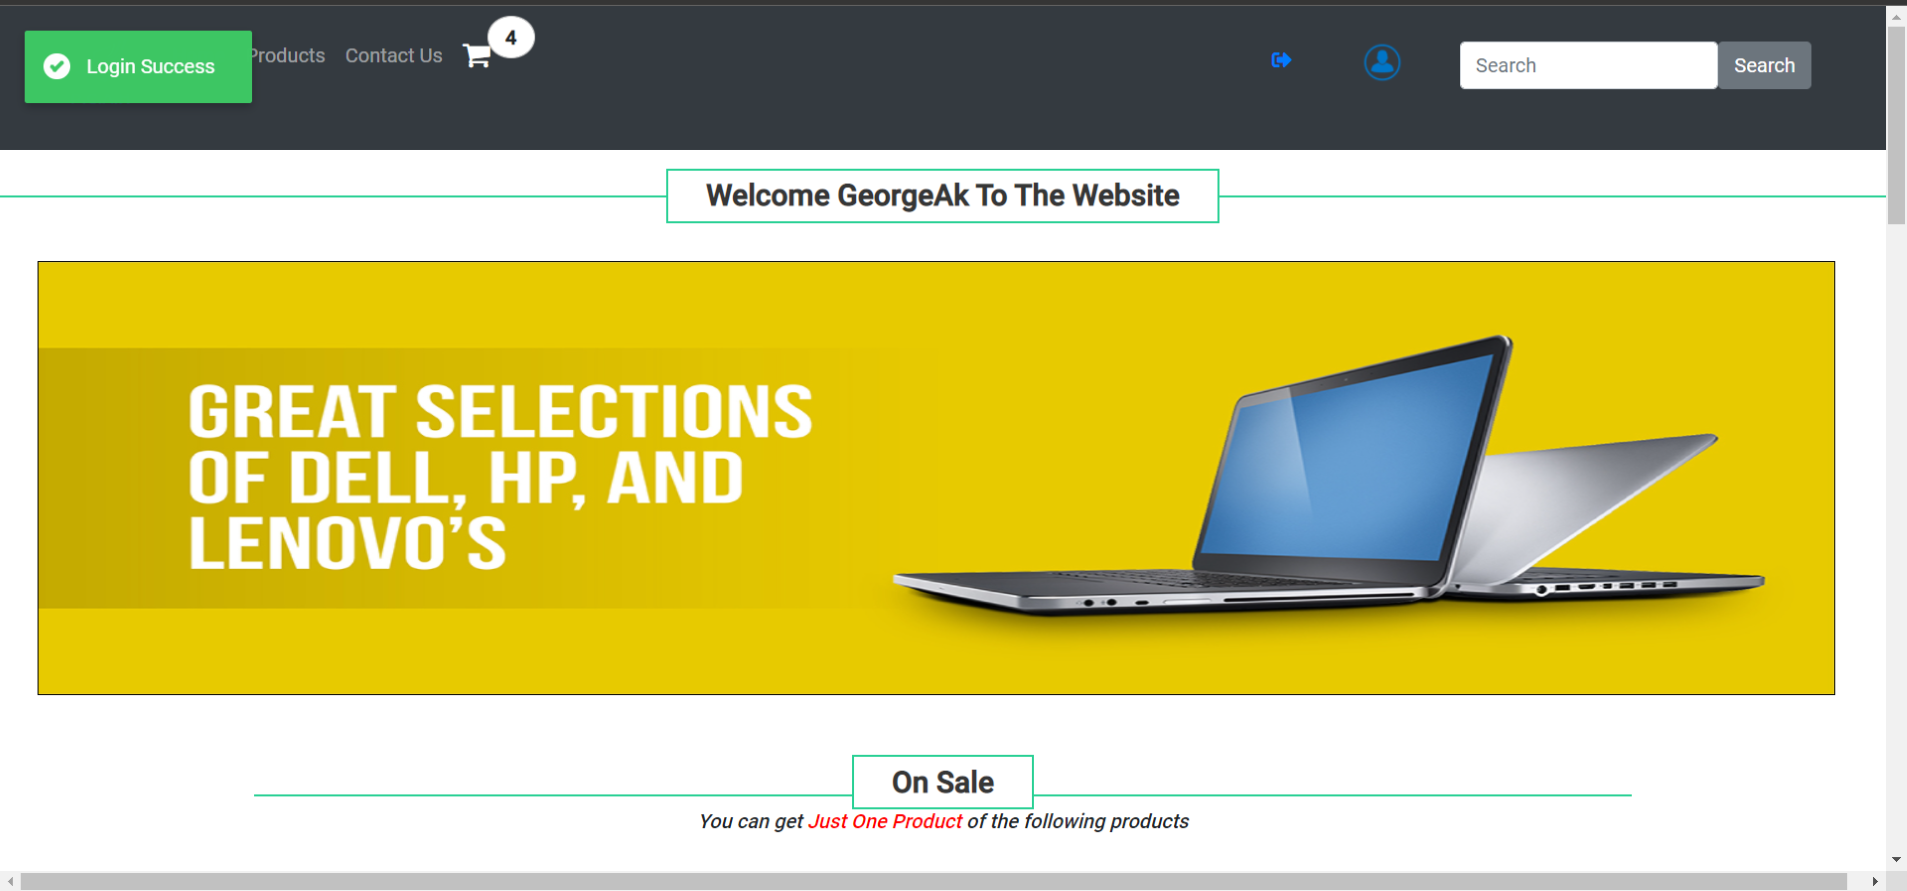 Login Success
Products Contact Us 4
Search Search
Welcome GeorgeAk To The Website
GREAT SELECTIONS
OF DELL, HP, AND
LENOVO'S
On Sale
You can get Just One Product of the following products